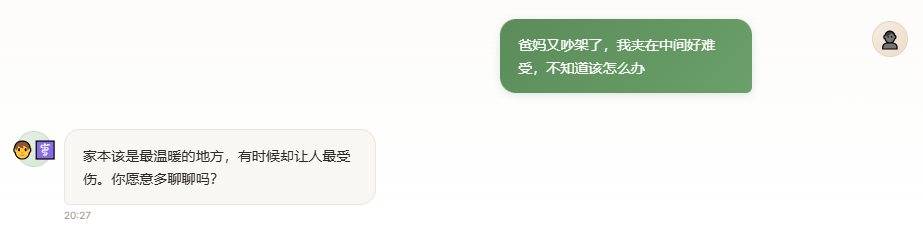 爸妈又吵架了，我夹在中间好难
受，不知道该怎么办
家本该是最温暖的地方，有时候却让人最受
伤。你愿意多聊聊吗？
20:27